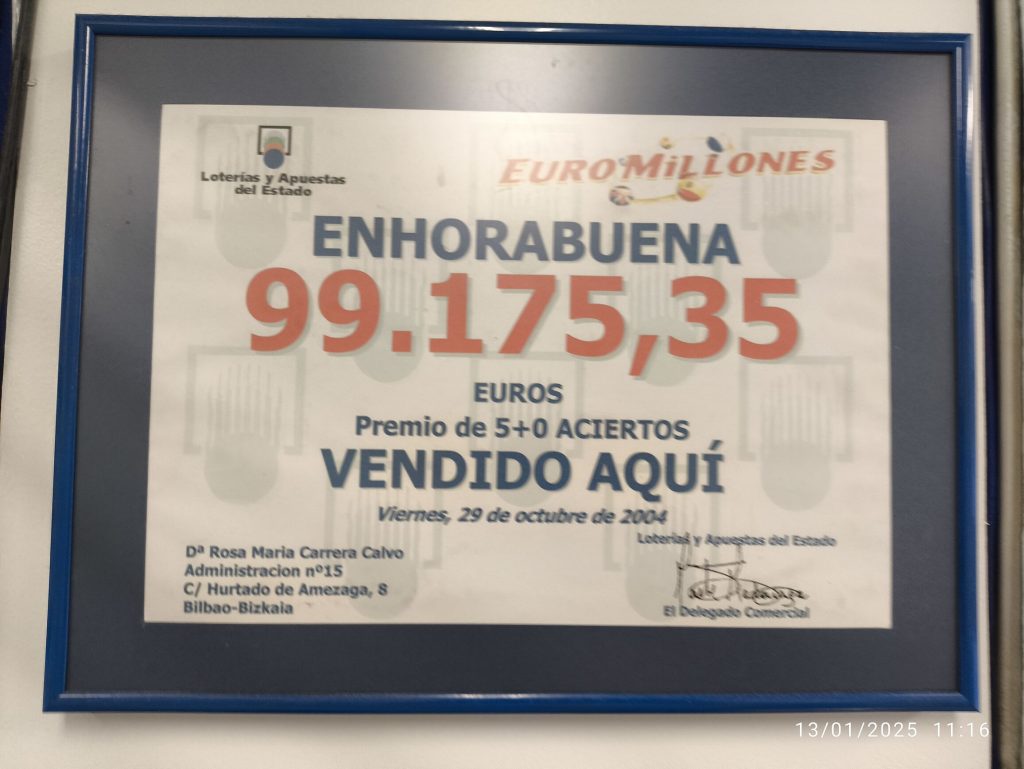 Loterías y Apuestas
del Estado
EUROMILLONES
ENHORABUENA
99.175,35
EUROS
Premio de 5+0 ACIERTOS
VENDIDO AQUÍ
Viernes, 29 de octubre de 2004
Loterías y Apuestas del Estado
Dª Rosa Maria Carrera Calvo
Administracion nº15
C/ Hurtado de Amezaga, 8
Bilbao-Bizkaia
El Delegado Comercial
13/01/2025 11:16